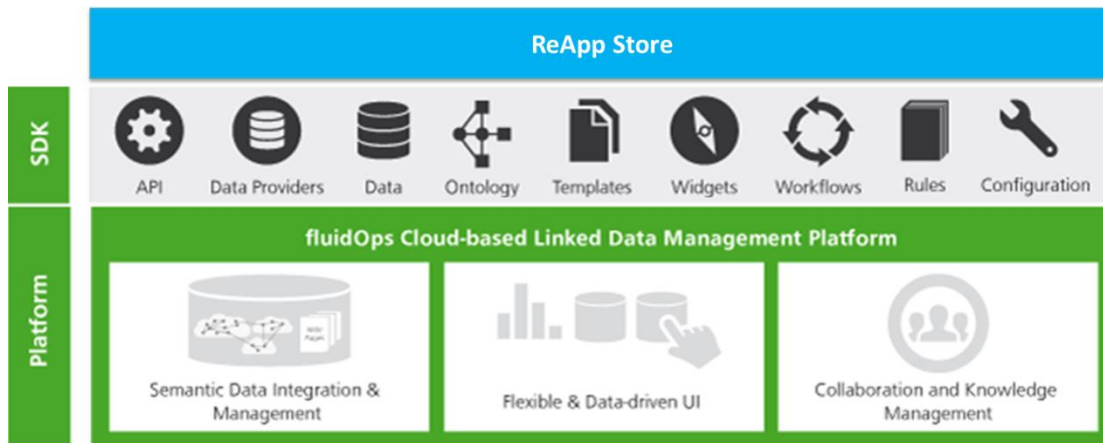 ReApp Store
SDK
API
Data Providers
Data
Ontology
Templates
Widgets
Workflows
Rules
Configuration
Platform
fluidOps Cloud-based Linked Data Management Platform
Semantic Data Integration &
Management
Flexible & Data-driven UI
Collaboration and Knowledge
Management